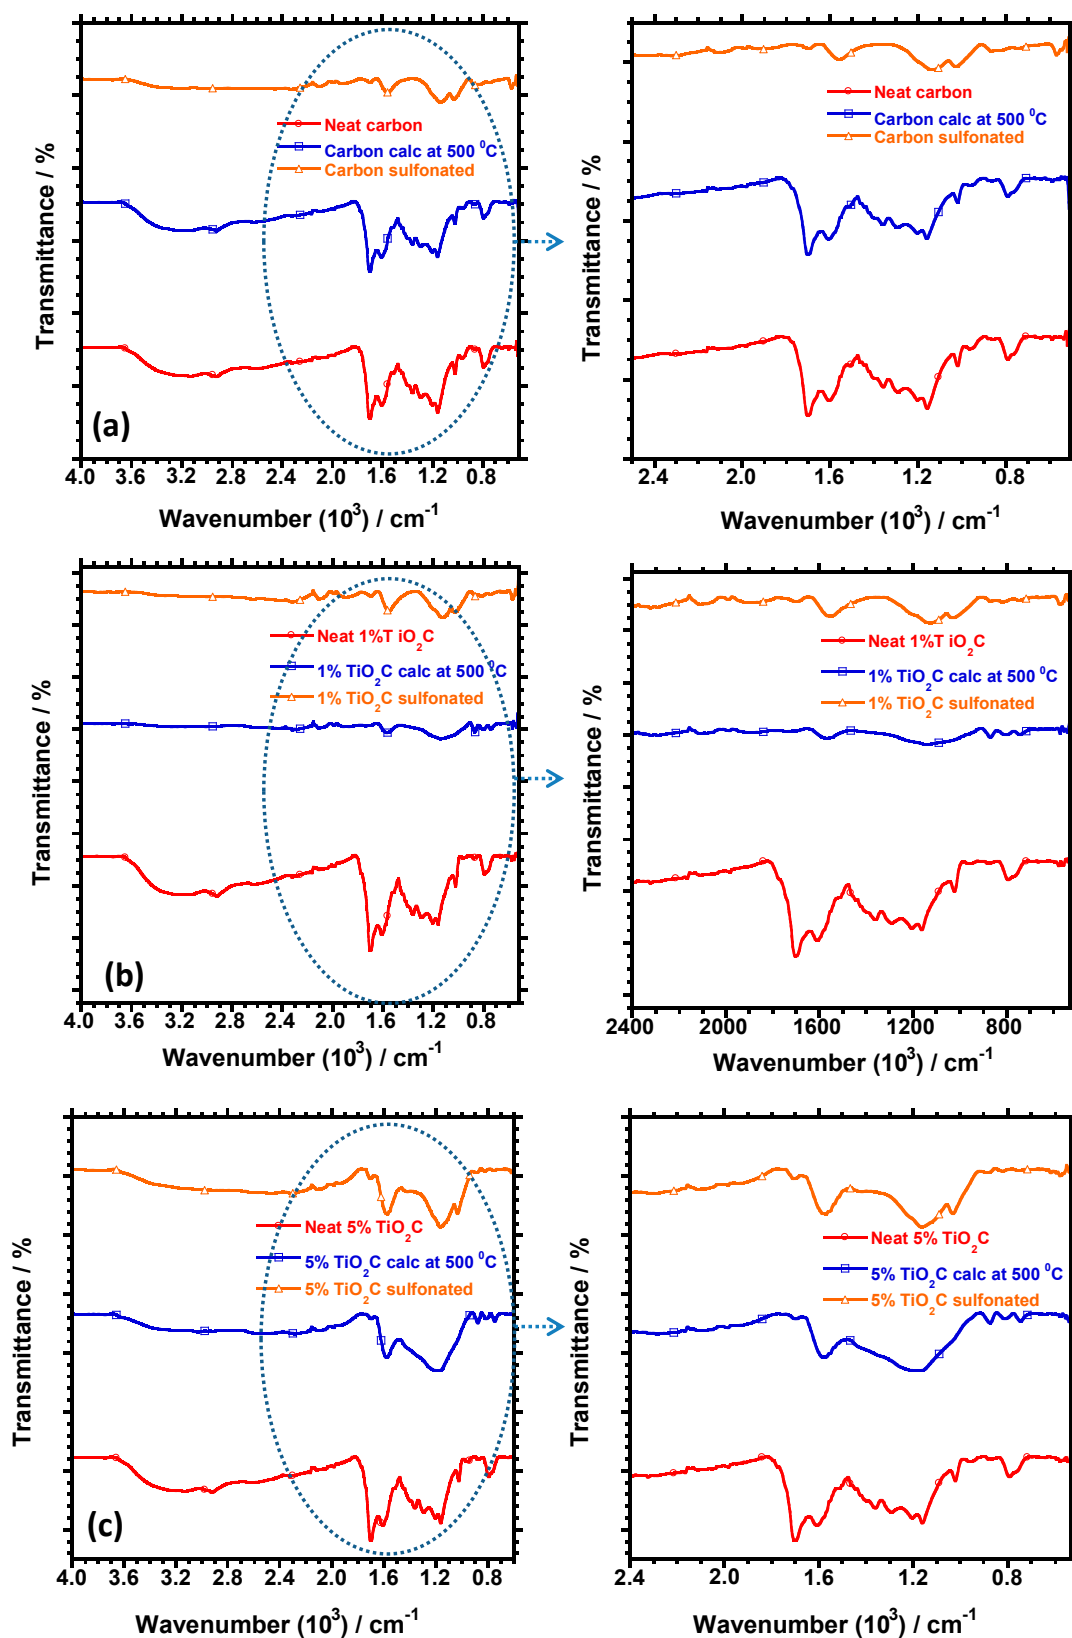 Transmittance / %
Neat carbon
Carbon calc at 500 ⁰C
Carbon sulfonated
(a)
4.0 3.6 3.2 2.8 2.4 2.0 1.6 1.2 0.8
Wavenumber (10³) / cm⁻¹
Transmittance / %
Neat carbon
Carbon calc at 500 ⁰C
Carbon sulfonated
2.4 2.0 1.6 1.2 0.8
Wavenumber (10³) / cm⁻¹
Transmittance / %
Neat 1%T iO₂C
1% TiO₂C calc at 500 ⁰C
1% TiO₂C sulfonated
(b)
4.0 3.6 3.2 2.8 2.4 2.0 1.6 1.2 0.8
Wavenumber (10³) / cm⁻¹
Transmittance / %
Neat 1%T iO₂C
1% TiO₂C calc at 500 ⁰C
1% TiO₂C sulfonated
2400 2000 1600 1200 800
Wavenumber (10³) / cm⁻¹
Transmittance / %
Neat 5% TiO₂C
5% TiO₂C calc at 500 ⁰C
5% TiO₂C sulfonated
(c)
4.0 3.6 3.2 2.8 2.4 2.0 1.6 1.2 0.8
Wavenumber (10³) / cm⁻¹
Transmittance / %
Neat 5% TiO₂C
5% TiO₂C calc at 500 ⁰C
5% TiO₂C sulfonated
2.4 2.0 1.6 1.2 0.8
Wavenumber (10³) / cm⁻¹